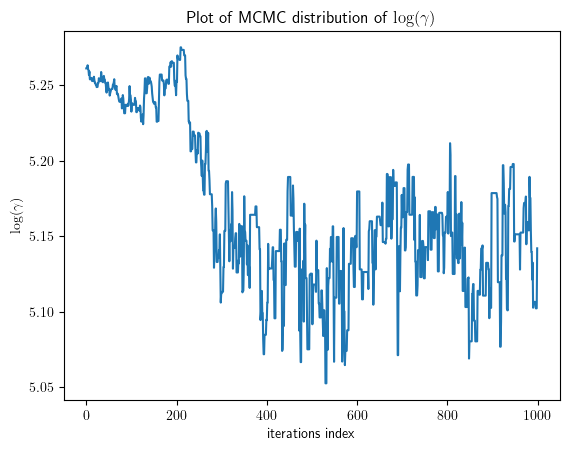 Plot of MCMC distribution of log(γ)
log(γ)
5.25
5.20
5.15
5.10
5.05
0 200 400 600 800 1000
iterations index